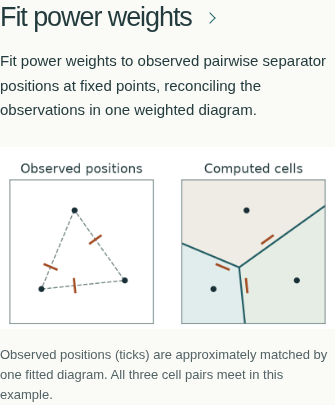 Fit power weights >
Fit power weights to observed pairwise separator
positions at fixed points, reconciling the
observations in one weighted diagram.
Observed positions
Computed cells
Observed positions (ticks) are approximately matched by
one fitted diagram. All three cell pairs meet in this
example.